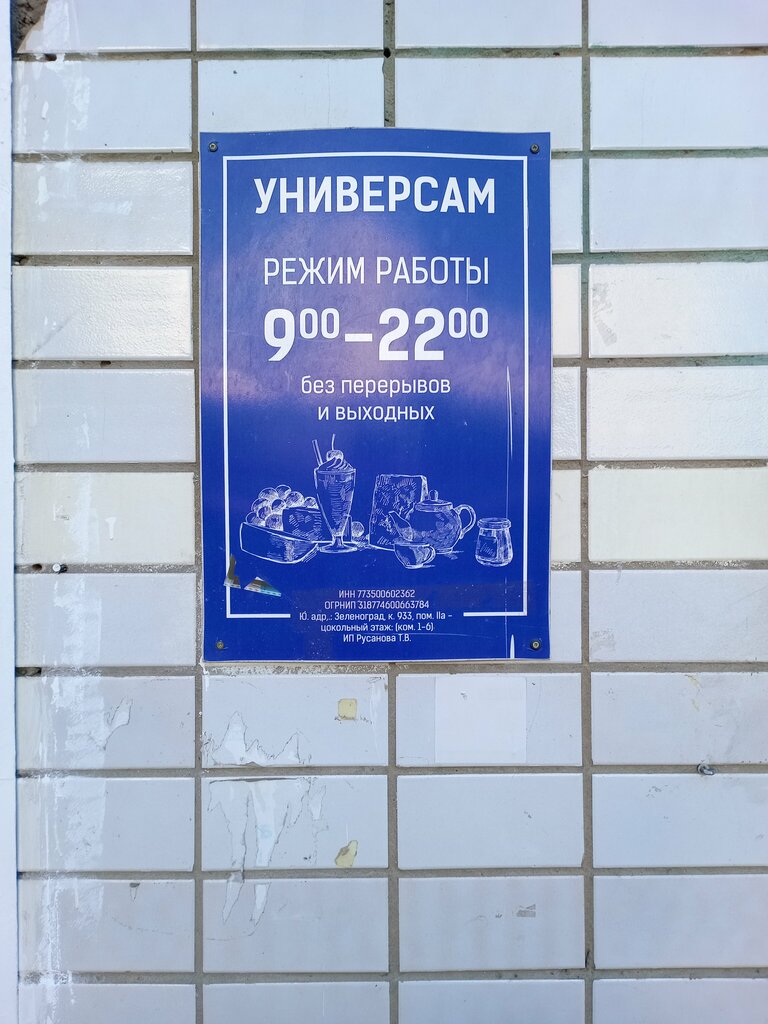 УНИВЕРСАМ
РЕЖИМ РАБОТЫ
9⁰⁰-22⁰⁰
без перерывов
и выходных
ИНН 773500602362
ОГРНИП 318774600663784
Ю. адр.: Зеленоград, к. 933, пом. IIа –
цокольный этаж: (ком. 1-6)
ИП Русанова Т.В.